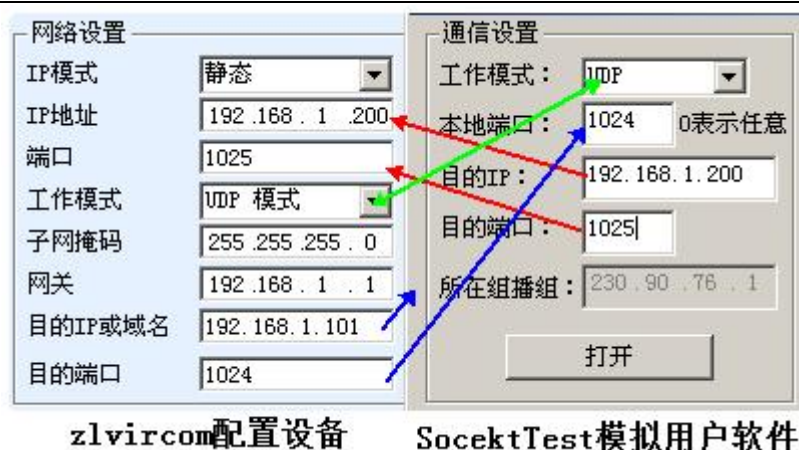 网络设置
IP模式 静态
IP地址 192 .168 . 1 .200
端口 1025
工作模式 UDP 模式
子网掩码 255 .255 .255 . 0
网关 192 .168 . 1 . 1
目的IP或域名 192.168.1.101
目的端口 1024
zlvircom配置设备
通信设置
工作模式： UDP
本地端口： 1024 0表示任意
目的IP： 192.168.1.200
目的端口： 1025
所在组播组： 230 .90 .76 . 1
打开
SocektTest模拟用户软件